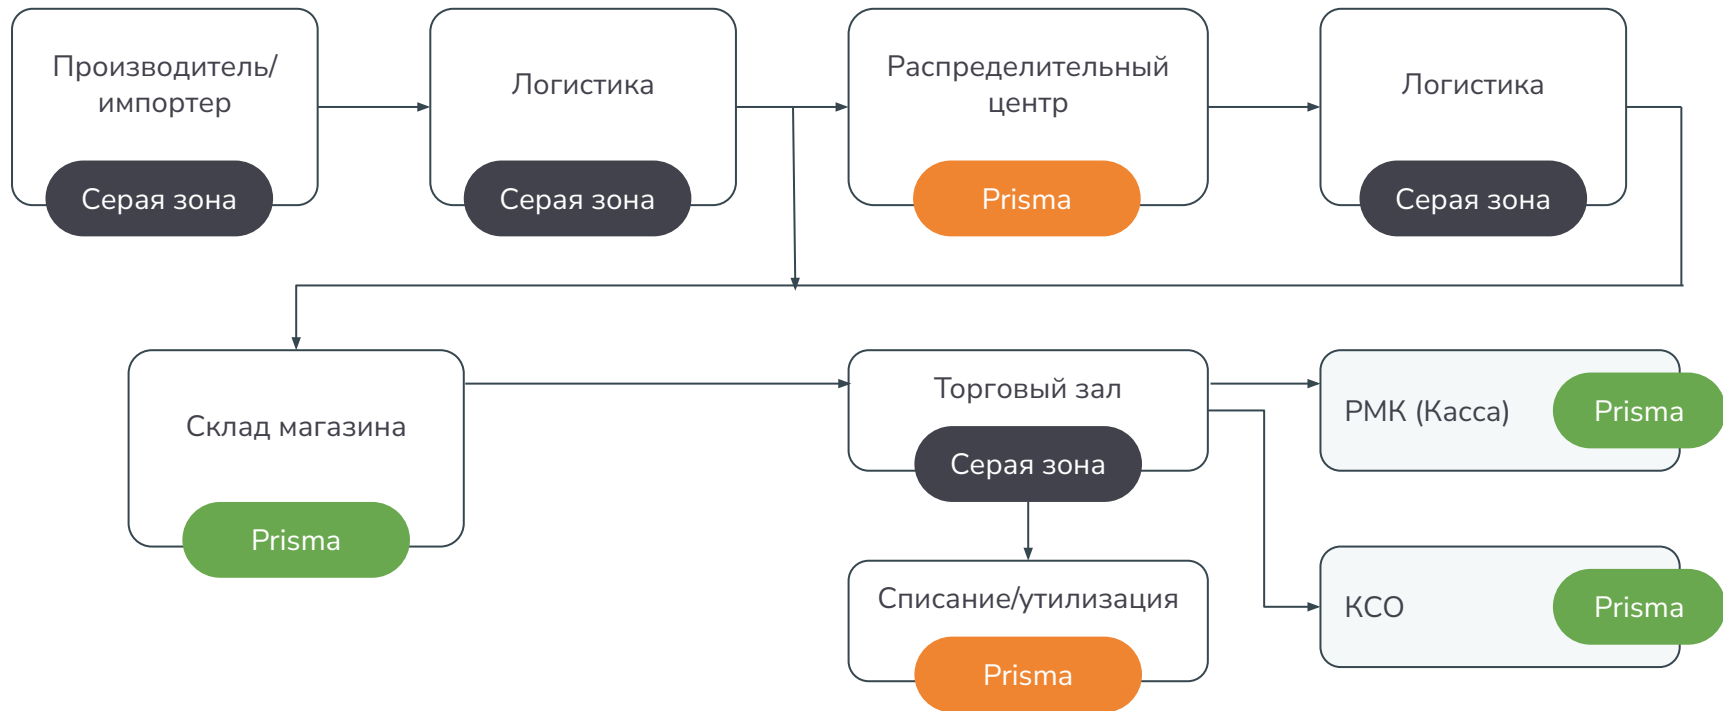 Производитель/
импортер
Серая зона
Логистика
Серая зона
Распределительный
центр
Prisma
Логистика
Серая зона
Склад магазина
Prisma
Торговый зал
Серая зона
Списание/утилизация
Prisma
РМК (Касса)
Prisma
КСО
Prisma